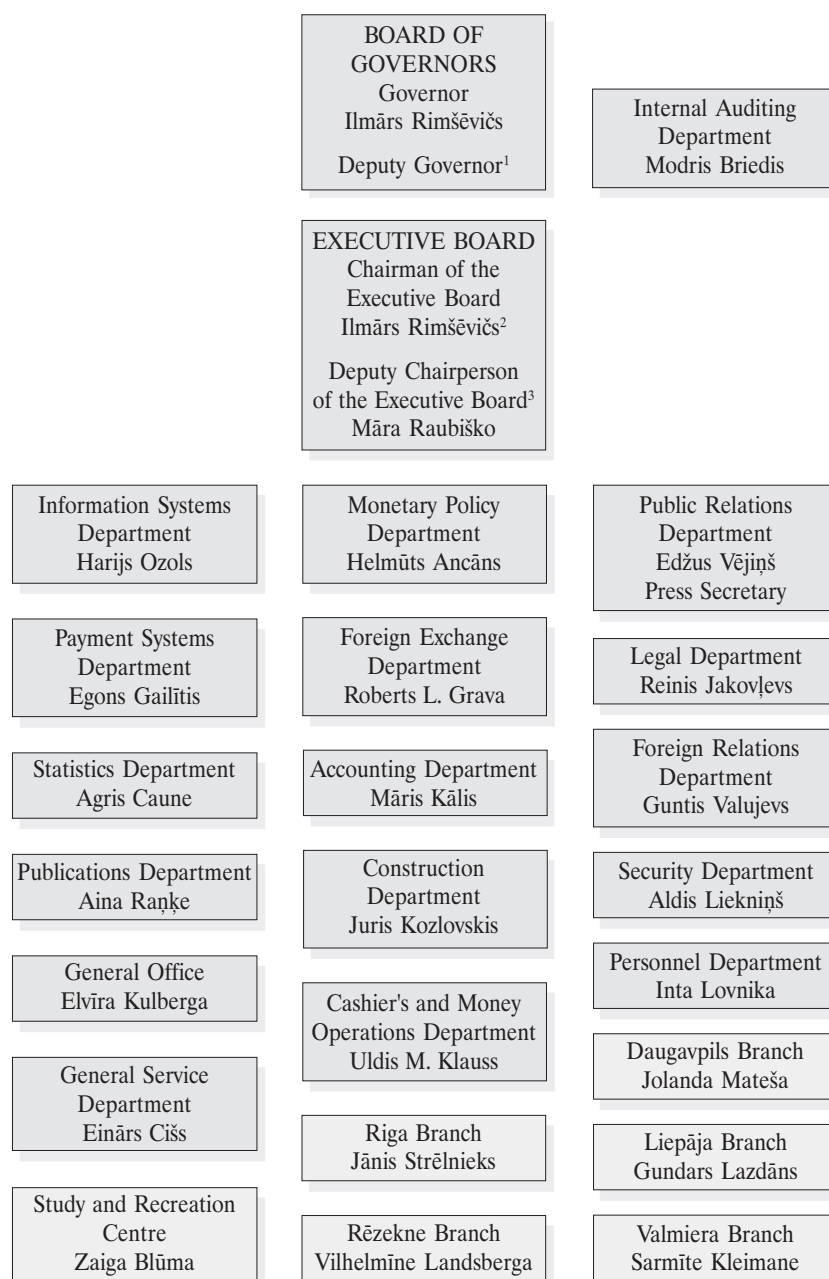 BOARD OF
GOVERNORS
Governor
Ilmārs Rimšēvičs
Deputy Governor¹
Internal Auditing
Department
Modris Briedis
EXECUTIVE BOARD
Chairman of the
Executive Board
Ilmārs Rimšēvičs²
Deputy Chairperson
of the Executive Board³
Māra Raubiško
Information Systems
Department
Harijs Ozols
Monetary Policy
Department
Helmūts Ancāns
Public Relations
Department
Edžus Vējiņš
Press Secretary
Payment Systems
Department
Egons Gailītis
Foreign Exchange
Department
Roberts L. Grava
Legal Department
Reinis Jakovļevs
Statistics Department
Agris Caune
Accounting Department
Māris Kālis
Foreign Relations
Department
Guntis Valujevs
Publications Department
Aina Raņķe
Construction
Department
Juris Kozlovskis
Security Department
Aldis Liekniņš
General Office
Elvīra Kulberga
Cashier's and Money
Operations Department
Uldis M. Klauss
Personnel Department
Inta Lovnika
General Service
Department
Einārs Cišs
Riga Branch
Jānis Strēlnieks
Daugavpils Branch
Jolanda Mateša
Liepāja Branch
Gundars Lazdāns
Study and Recreation
Centre
Zaiga Blūma
Rēzekne Branch
Vilhelmīne Landsberga
Valmiera Branch
Sarmīte Kleimane